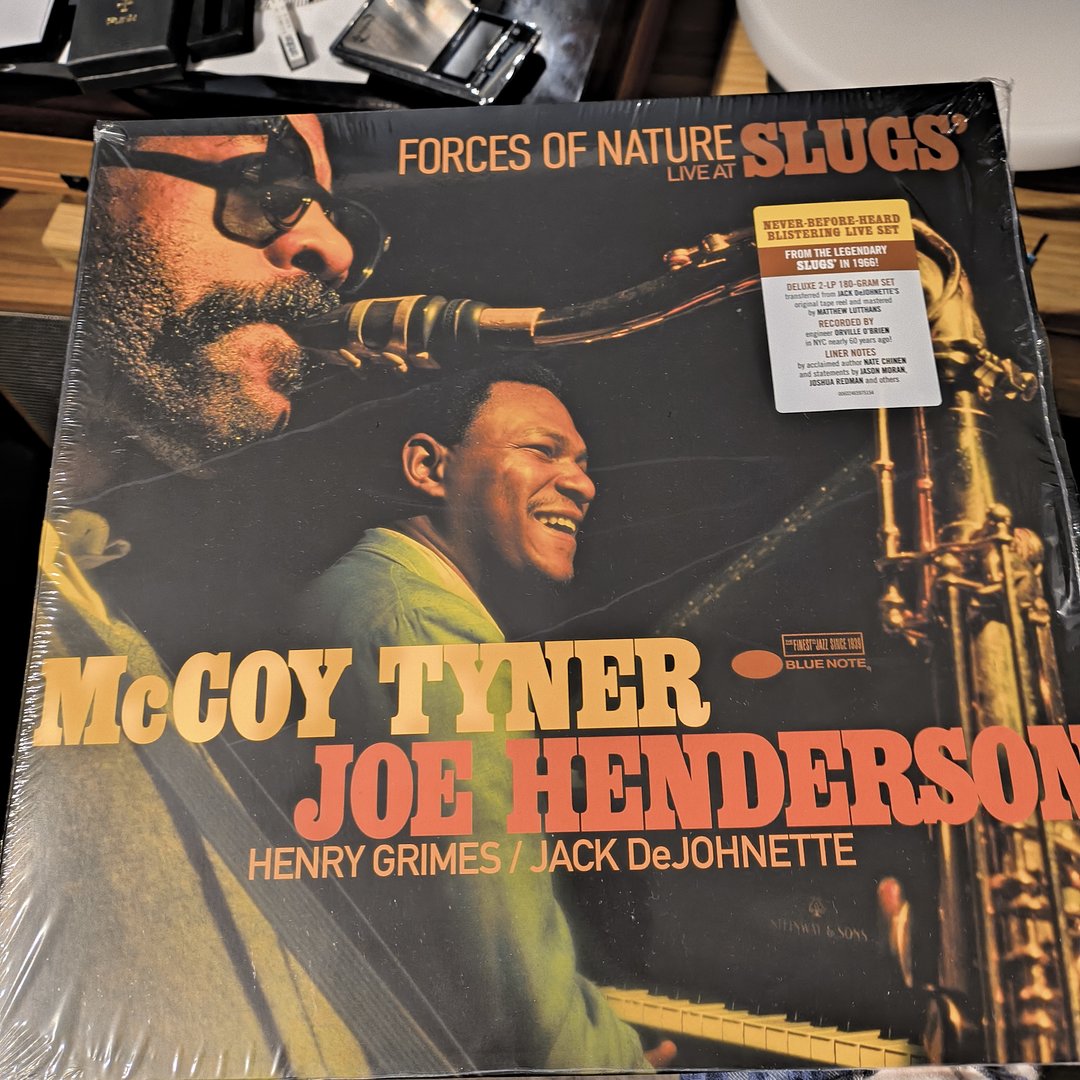 FORCES OF NATURE
LIVE AT SLUGS'
NEVER-BEFORE-HEARD
BLISTERING LIVE SET
FROM THE LEGENDARY
SLUGS' IN 1966!
DELUXE 2-LP 180-GRAM SET
transferred from JACK DeJOHNETTE'S
original tape reel and mastered
by MATTHEW LUTTHANS
RECORDED BY
engineer ORVILLE O'BRIEN
in NYC nearly 60 years ago!
LINER NOTES
by acclaimed author NATE CHINEN
and statements by JASON MORAN,
JOSHUA REDMAN and others
THE FINEST IN JAZZ SINCE 1939
BLUE NOTE
McCOY TYNER
JOE HENDERSON
HENRY GRIMES / JACK DeJOHNETTE
STEINWAY & SONS